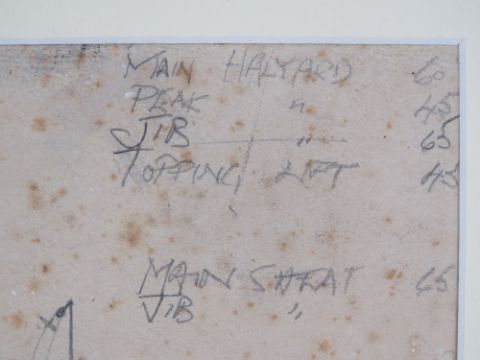 MAIN HALYARD 60
PEAK " 45
JIB " 65
TOPPING LIFT 45
MAIN SHEAT 65
JIB "